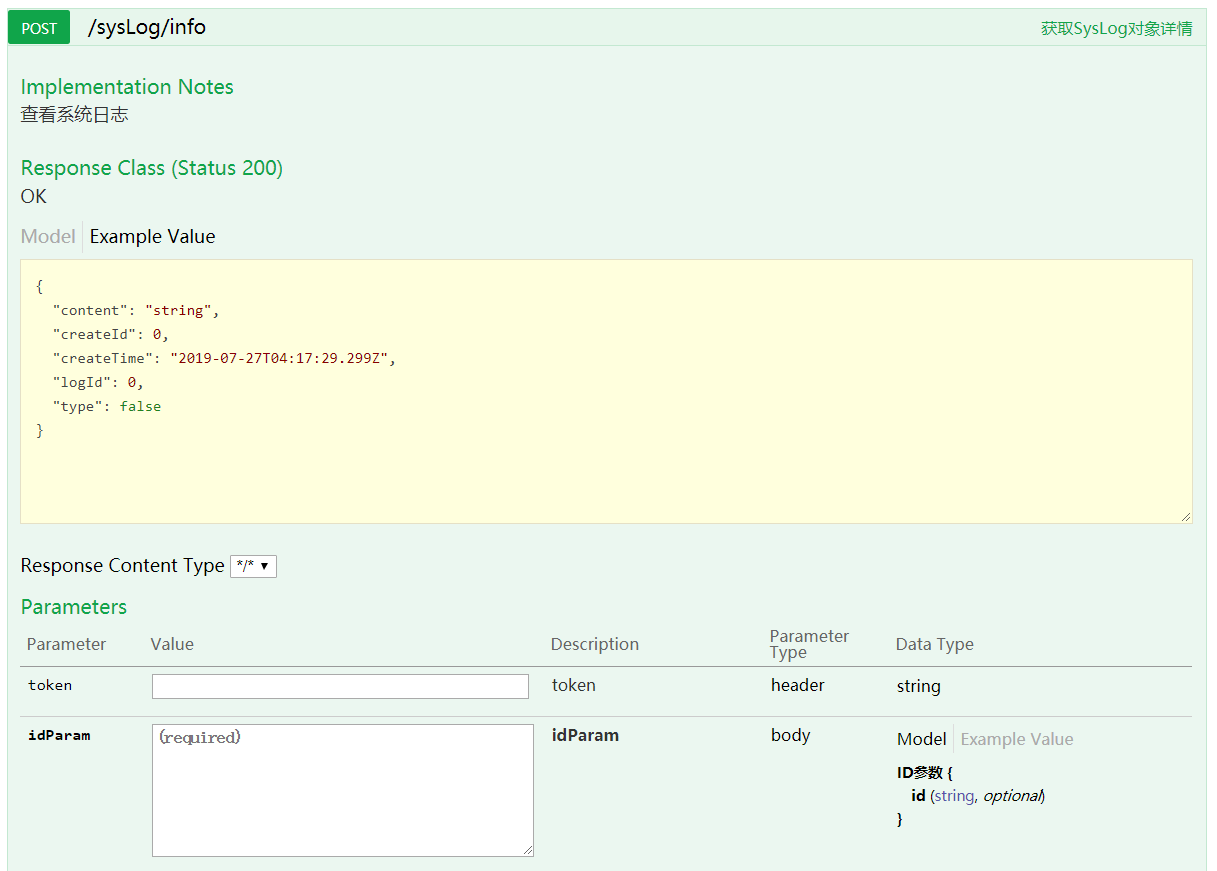 POST /sysLog/info 获取SysLog对象详情
Implementation Notes
查看系统日志
Response Class (Status 200)
OK
Model Example Value
{
"content": "string",
"createId": 0,
"createTime": "2019-07-27T04:17:29.299Z",
"logId": 0,
"type": false
}
Response Content Type */*
Parameters
Parameter Value Description Parameter Type Data Type
token token header string
idParam (required) idParam body Model Example Value
ID参数 {
id (string, optional)
}